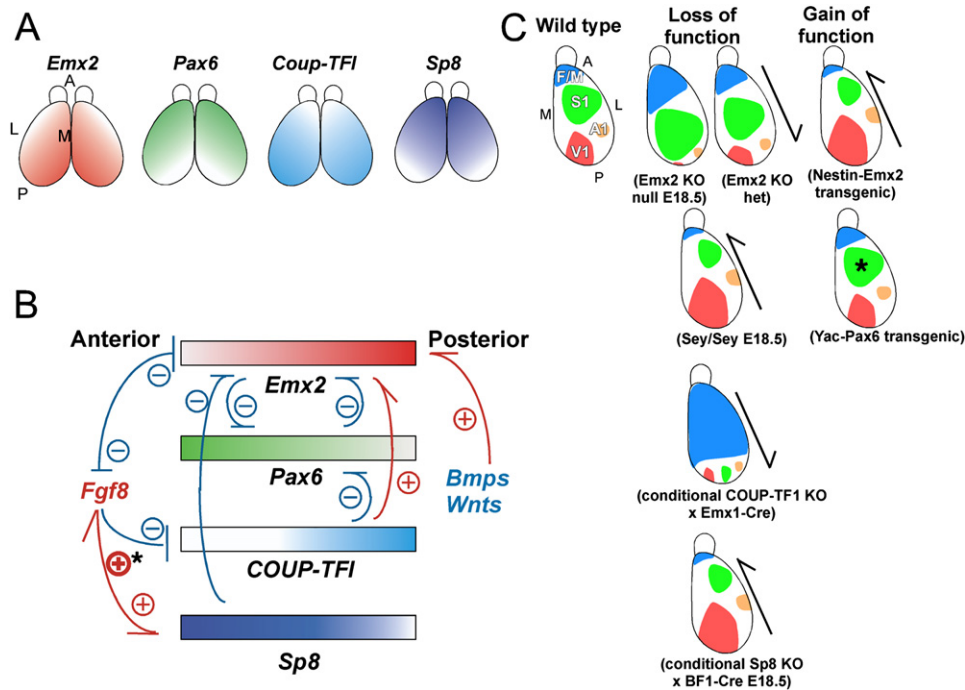 A
Emx2
Pax6
Coup-TFI
Sp8
A
L
M
P
B
Anterior
Posterior
Emx2
Pax6
COUP-TFI
Sp8
Fgf8
Bmps
Wnts
*
C
Wild type
Loss of
function
Gain of
function
A
F/M
S1
M
L
A1
V1
P
(Emx2 KO
null E18.5)
(Emx2 KO
het)
(Nestin-Emx2
transgenic)
(Sey/Sey E18.5)
*
(Yac-Pax6 transgenic)
(conditional COUP-TF1 KO
x Emx1-Cre)
(conditional Sp8 KO
x BF1-Cre E18.5)